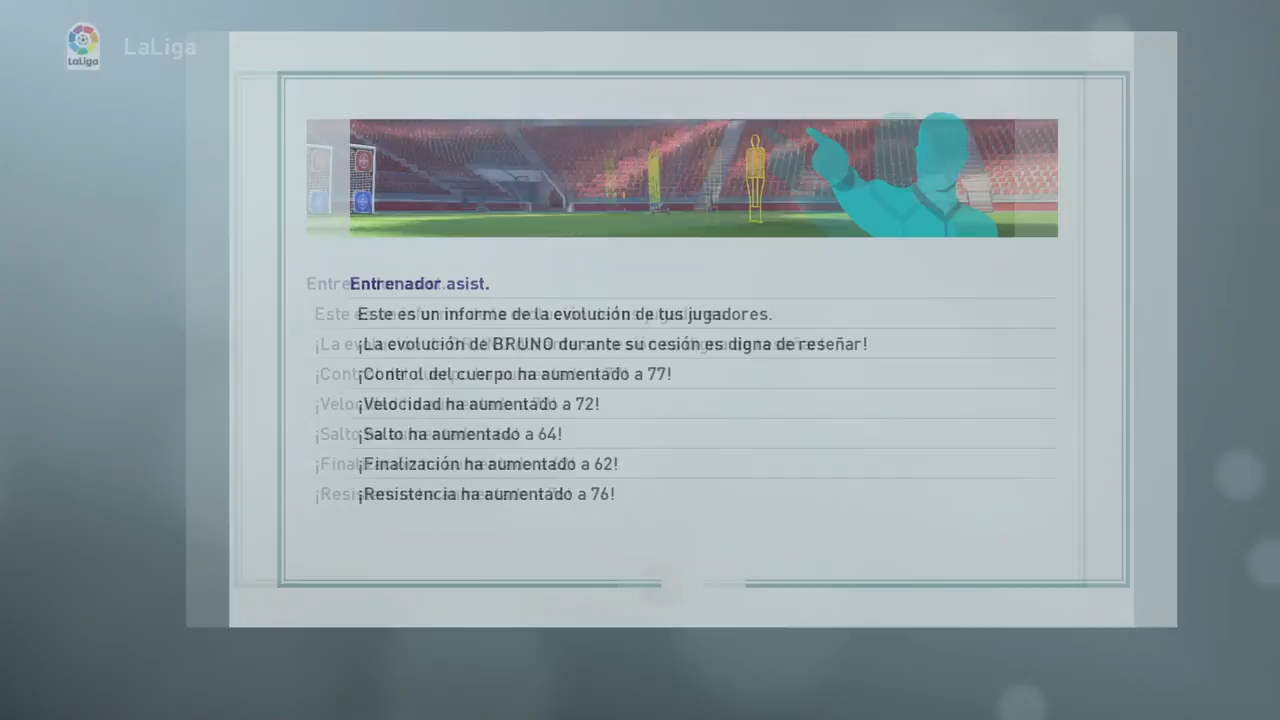 LaLiga
LaLiga
Entrenador asist.
Este es un informe de la evolución de tus jugadores.
¡La evolución de BRUNO durante su cesión es digna de reseñar!
¡Control del cuerpo ha aumentado a 77!
¡Velocidad ha aumentado a 72!
¡Salto ha aumentado a 64!
¡Finalización ha aumentado a 62!
¡Resistencia ha aumentado a 76!